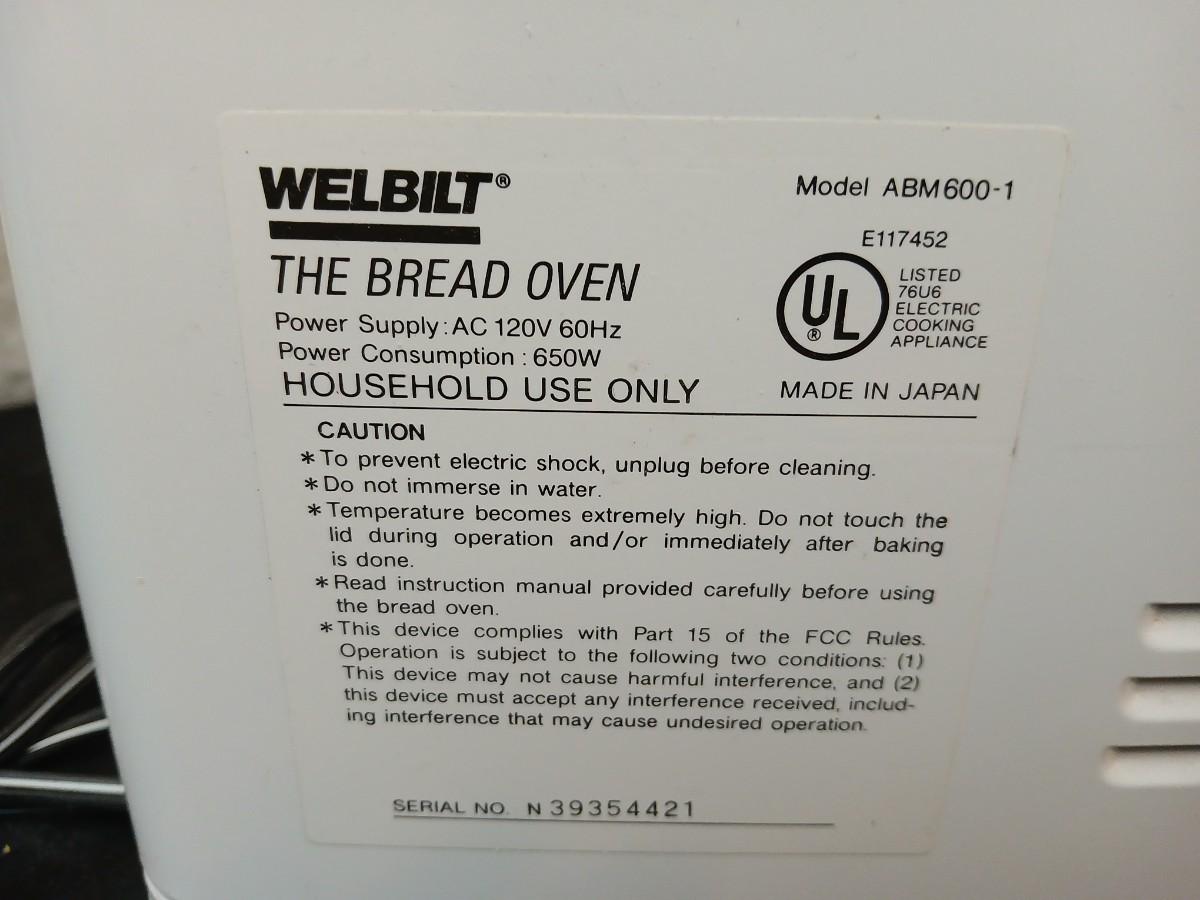 WELBILT®
Model ABM600-1
THE BREAD OVEN
Power Supply: AC 120V 60Hz
Power Consumption : 650W
HOUSEHOLD USE ONLY
E117452
UL ®
LISTED
76U6
ELECTRIC
COOKING
APPLIANCE
MADE IN JAPAN
CAUTION
*To prevent electric shock, unplug before cleaning.
*Do not immerse in water.
*Temperature becomes extremely high. Do not touch the
lid during operation and/or immediately after baking
is done.
*Read instruction manual provided carefully before using
the bread oven.
*This device complies with Part 15 of the FCC Rules.
Operation is subject to the following two conditions: (1)
This device may not cause harmful interference, and (2)
this device must accept any interference received, includ-
ing interference that may cause undesired operation.
SERIAL NO. N 39354421